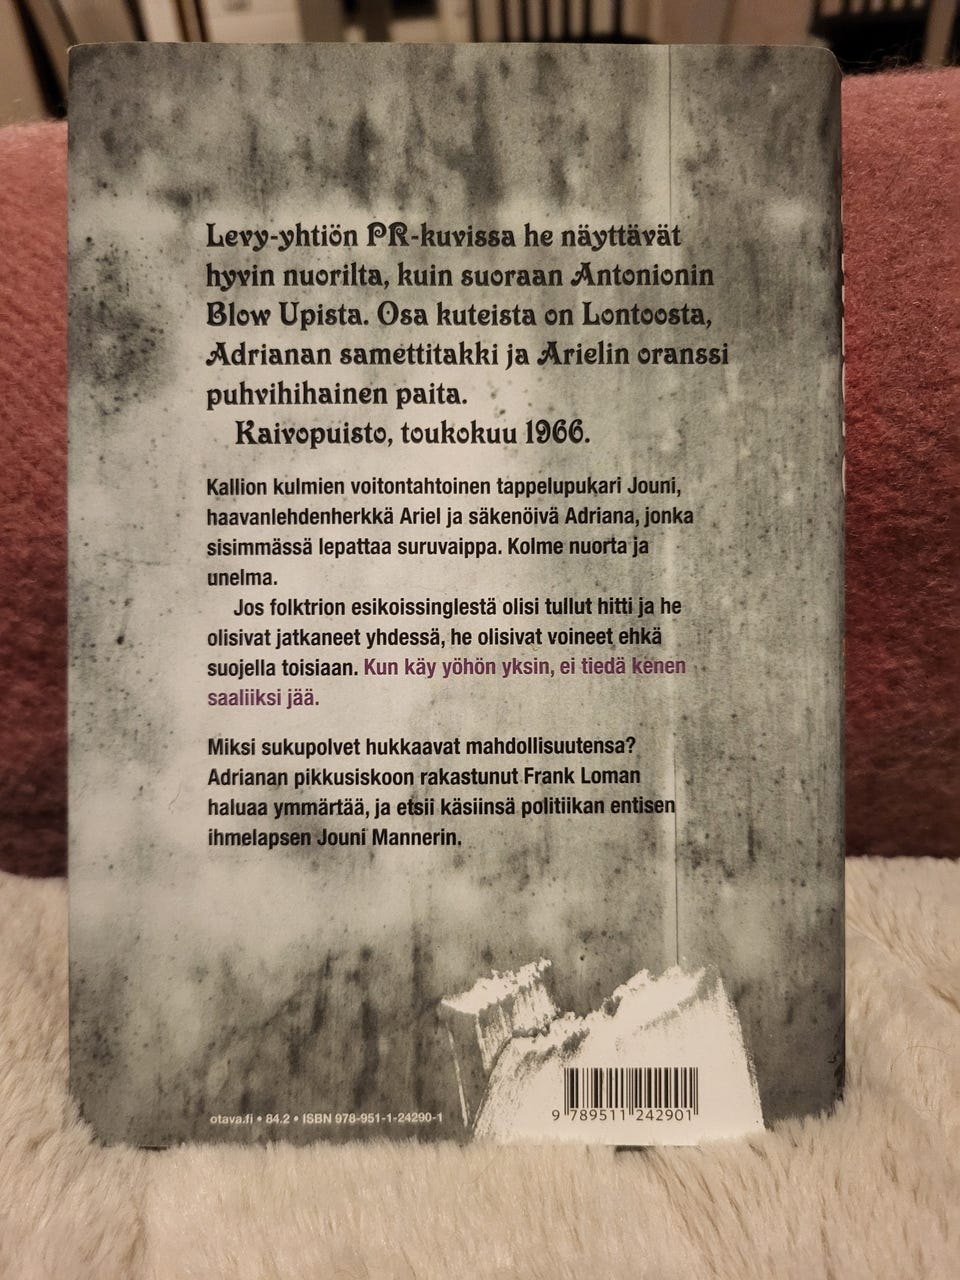 Levy-yhtiön PR-kuvissa he näyttävät
hyvin nuorilta, kuin suoraan Antonionin
Blow Upista. Osa kuteista on Lontoosta,
Adrianan samettitakki ja Arielin oranssi
puhvihihainen paita.
Kaivopuisto, toukokuu 1966.
Kallion kulmien voitontahtoinen tappelupukari Jouni,
haavanlehdenherkkä Ariel ja säkenöivä Adriana, jonka
sisimmässä lepattaa suruvaippa. Kolme nuorta ja
unelma.
Jos folktrion esikoissinglestä olisi tullut hitti ja he
olisivat jatkaneet yhdessä, he olisivat voineet ehkä
suojella toisiaan. Kun käy yöhön yksin, ei tiedä kenen
saaliiksi jää.
Miksi sukupolvet hukkaavat mahdollisuutensa?
Adrianan pikkusiskoon rakastunut Frank Loman
haluaa ymmärtää, ja etsii käsiinsä politiikan entisen
ihmelapsen Jouni Mannerin.
otava.fi • 84.2 • ISBN 978-951-1-24290-1
9 789511 242901